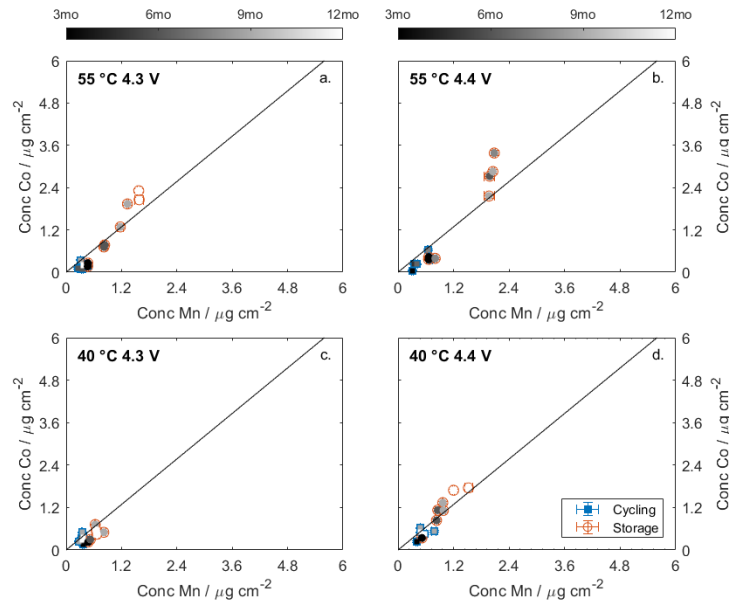 3mo 6mo 9mo 12mo
3mo 6mo 9mo 12mo
55 °C 4.3 V
a.
6
4.8
3.6
2.4
1.2
0
Conc Co / µg cm-2
0 1.2 2.4 3.6 4.8 6
Conc Mn / µg cm-2
55 °C 4.4 V
b.
6
4.8
3.6
2.4
1.2
0
Conc Co / µg cm-2
0 1.2 2.4 3.6 4.8 6
Conc Mn / µg cm-2
40 °C 4.3 V
c.
6
4.8
3.6
2.4
1.2
0
Conc Co / µg cm-2
0 1.2 2.4 3.6 4.8 6
Conc Mn / µg cm-2
40 °C 4.4 V
d.
6
4.8
3.6
2.4
1.2
0
Conc Co / µg cm-2
Cycling
Storage
0 1.2 2.4 3.6 4.8 6
Conc Mn / µg cm-2